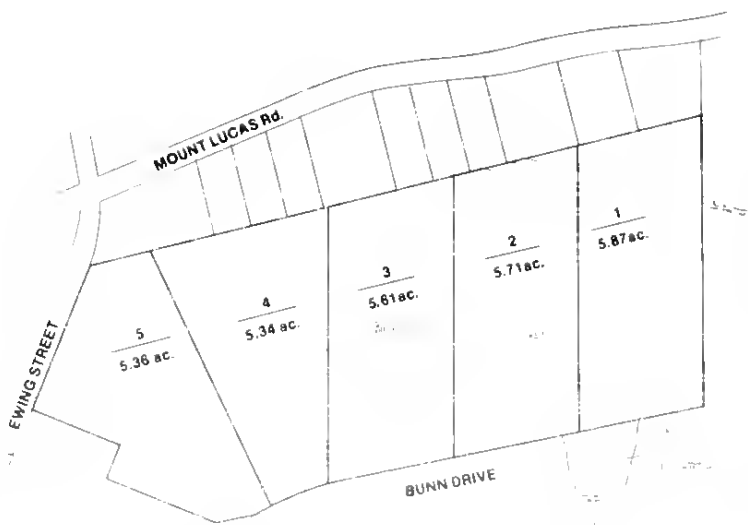 MOUNT LUCAS Rd.
1
5.87ac.
2
5.71ac.
3
5.61ac.
4
5.34 ac.
5
5.36 ac.
EWING STREET
BUNN DRIVE